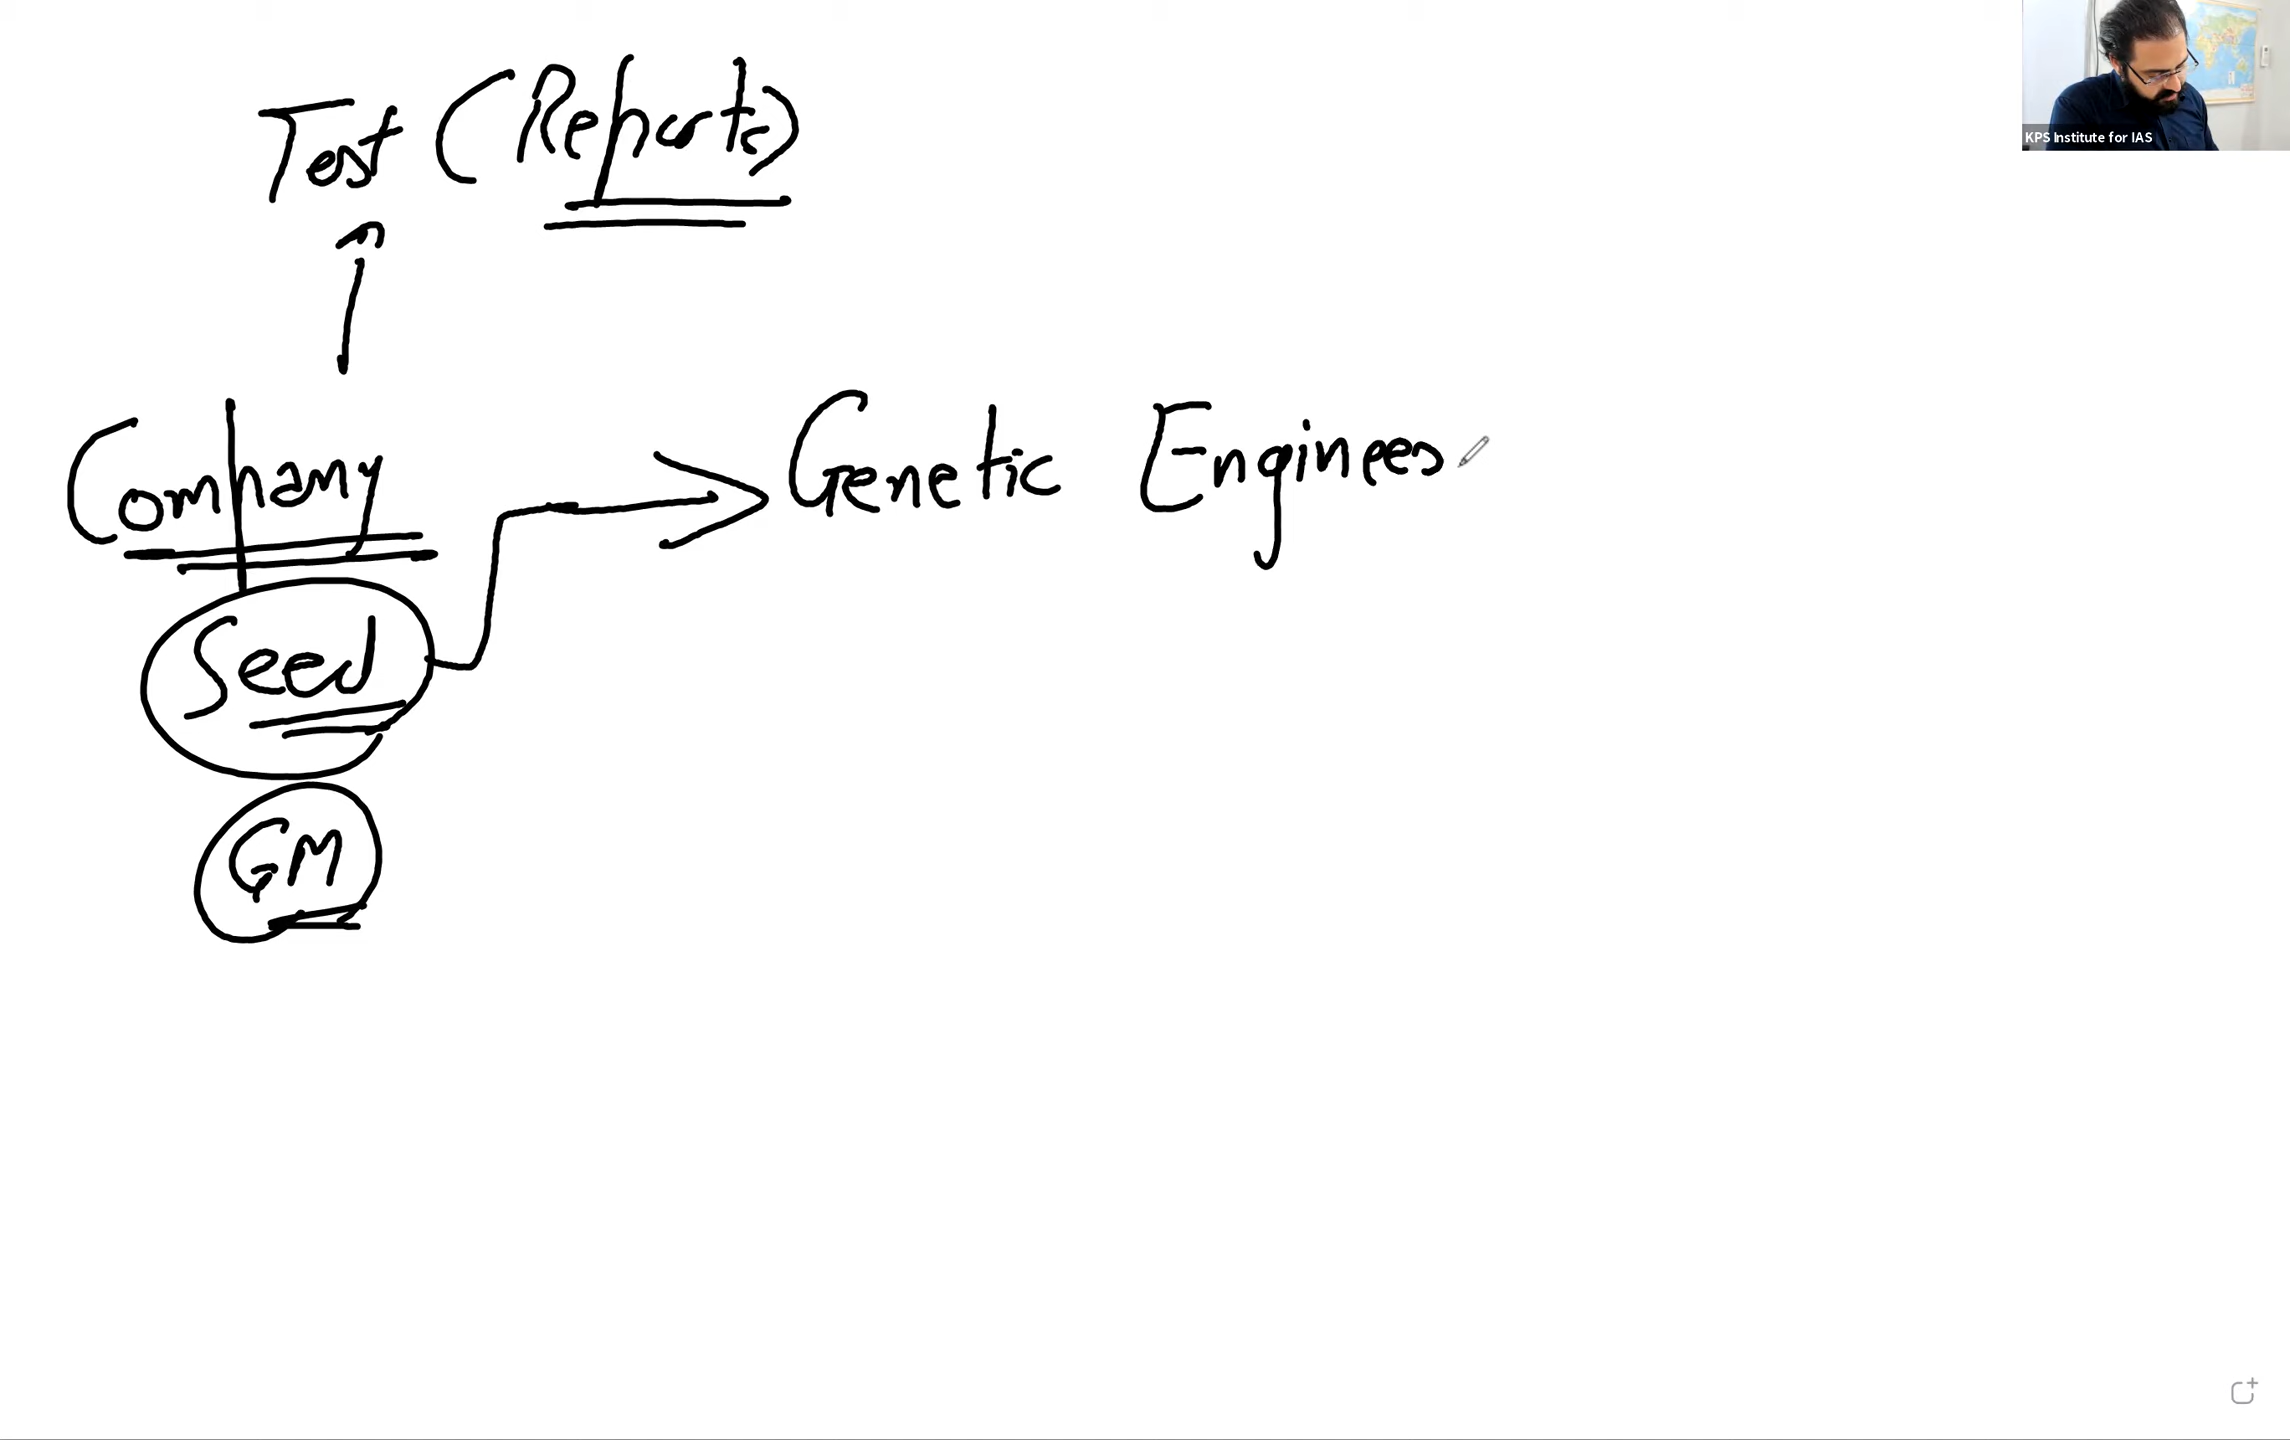 Test (Reports)
KPS Institute for IAS
Company
Genetic Engineer
Seed
GM